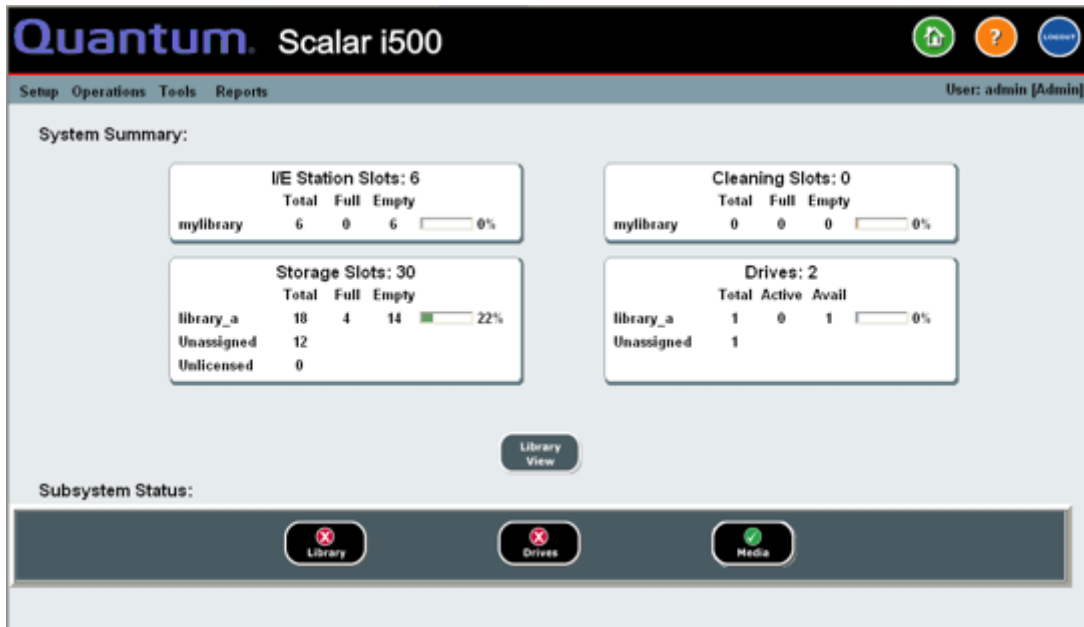 Quantum. Scalar i500
?
LOGOUT
Setup Operations Tools Reports
User: admin [Admin]
System Summary:
I/E Station Slots: 6
Total Full Empty
mylibrary 6 0 6 0%
Cleaning Slots: 0
Total Full Empty
mylibrary 0 0 0 0%
Storage Slots: 30
Total Full Empty
library_a 18 4 14 22%
Unassigned 12
Unlicensed 0
Drives: 2
Total Active Avail
library_a 1 0 1 0%
Unassigned 1
Library
View
Subsystem Status:
Library
Drives
Media